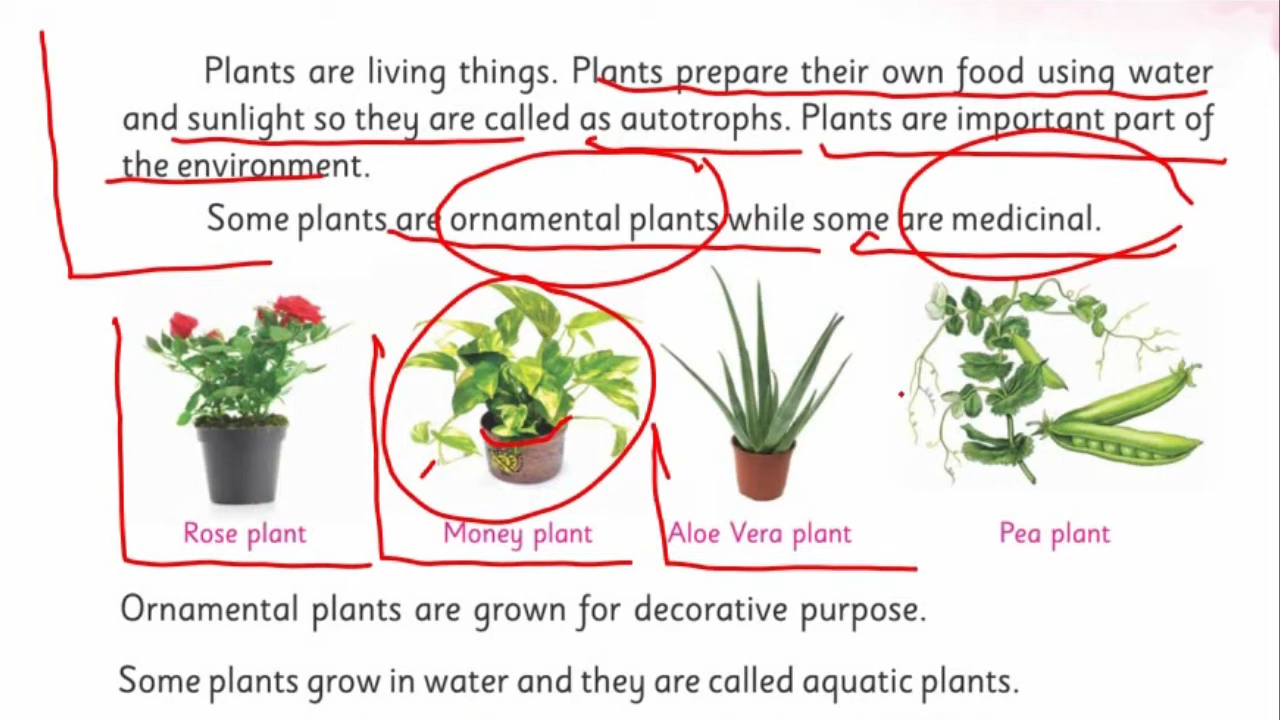 Plants are living things. Plants prepare their own food using water
and sunlight so they are called as autotrophs. Plants are important part of
the environment.
Some plants are ornamental plants while some are medicinal.
Rose plant
Money plant
Aloe Vera plant
Pea plant
Ornamental plants are grown for decorative purpose.
Some plants grow in water and they are called aquatic plants.